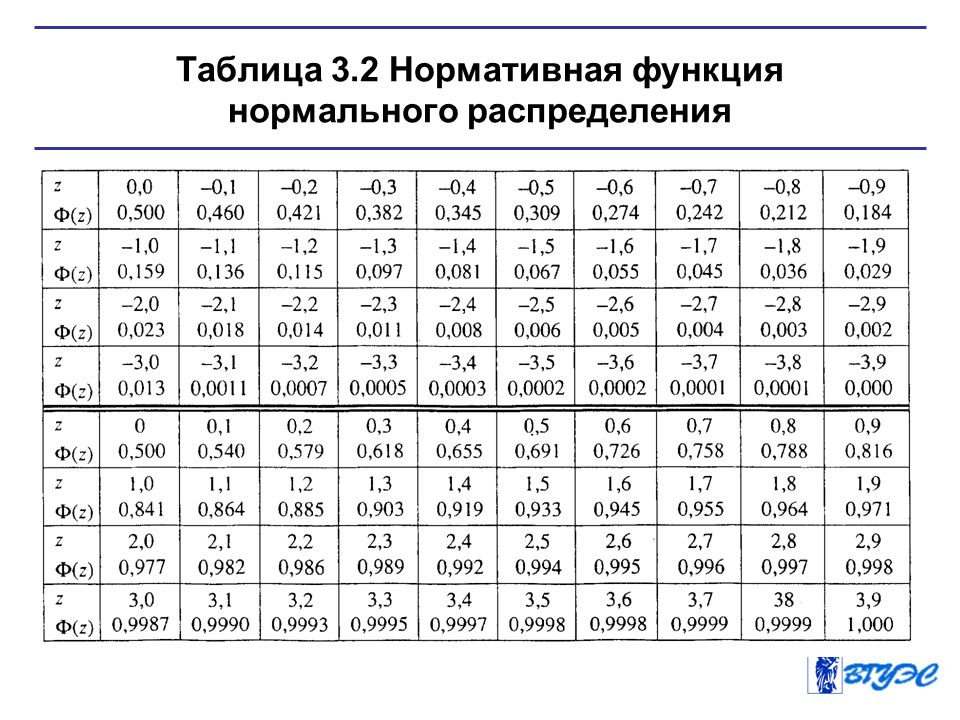 Таблица 3.2 Нормативная функция
нормального распределения
z 0,0 –0,1 –0,2 –0,3 –0,4 –0,5 –0,6 –0,7 –0,8 –0,9
Ф(z) 0,500 0,460 0,421 0,382 0,345 0,309 0,274 0,242 0,212 0,184
z –1,0 –1,1 –1,2 –1,3 –1,4 –1,5 –1,6 –1,7 –1,8 –1,9
Ф(z) 0,159 0,136 0,115 0,097 0,081 0,067 0,055 0,045 0,036 0,029
z –2,0 –2,1 –2,2 –2,3 –2,4 –2,5 –2,6 –2,7 –2,8 –2,9
Ф(z) 0,023 0,018 0,014 0,011 0,008 0,006 0,005 0,004 0,003 0,002
z –3,0 –3,1 –3,2 –3,3 –3,4 –3,5 –3,6 –3,7 –3,8 –3,9
Ф(z) 0,013 0,0011 0,0007 0,0005 0,0003 0,0002 0,0002 0,0001 0,0001 0,000
z 0 0,1 0,2 0,3 0,4 0,5 0,6 0,7 0,8 0,9
Ф(z) 0,500 0,540 0,579 0,618 0,655 0,691 0,726 0,758 0,788 0,816
z 1,0 1,1 1,2 1,3 1,4 1,5 1,6 1,7 1,8 1,9
Ф(z) 0,841 0,864 0,885 0,903 0,919 0,933 0,945 0,955 0,964 0,971
z 2,0 2,1 2,2 2,3 2,4 2,5 2,6 2,7 2,8 2,9
Ф(z) 0,977 0,982 0,986 0,989 0,992 0,994 0,995 0,996 0,997 0,998
z 3,0 3,1 3,2 3,3 3,4 3,5 3,6 3,7 38 3,9
Ф(z) 0,9987 0,9990 0,9993 0,9995 0,9997 0,9998 0,9998 0,9999 0,9999 1,000
ВГУЭС